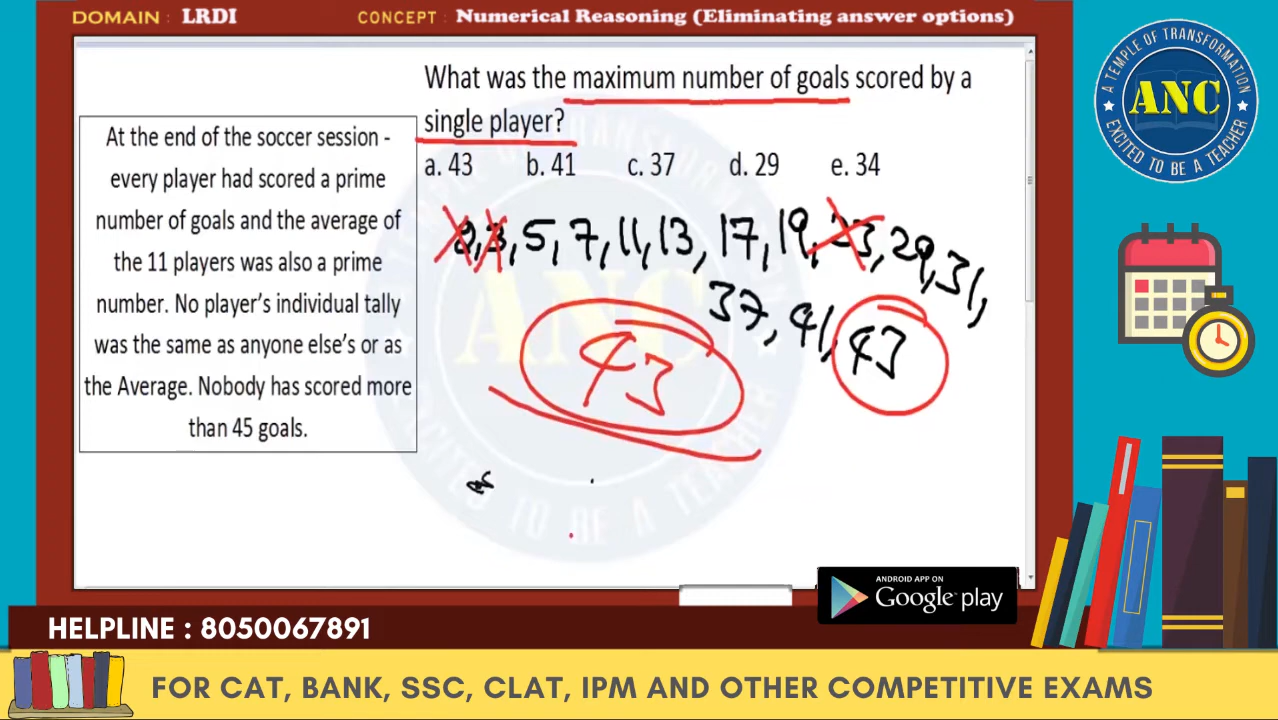 DOMAIN : LRDI
CONCEPT : Numerical Reasoning (Eliminating answer options)
What was the maximum number of goals scored by a
single player?
a. 43 b. 41 c. 37 d. 29 e. 34
At the end of the soccer session -
every player had scored a prime
number of goals and the average of
the 11 players was also a prime
number. No player's individual tally
was the same as anyone else's or as
the Average. Nobody has scored more
than 45 goals.
2, 3, 5, 7, 11, 13, 17, 19, 23, 29, 31,
37, 41, 43
43
A TEMPLE OF TRANSFORMATION
ANC
EXCITED TO BE A TEACHER
ANDROID APP ON
Google play
HELPLINE : 8050067891
FOR CAT, BANK, SSC, CLAT, IPM AND OTHER COMPETITIVE EXAMS